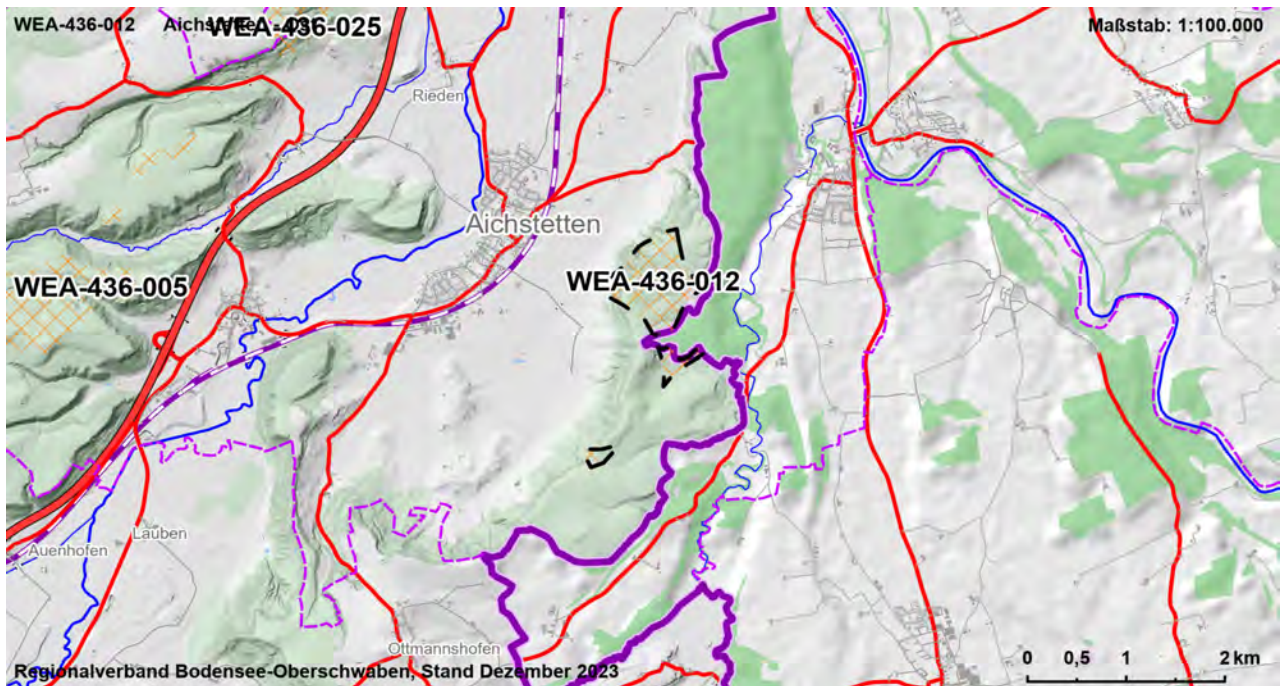 WEA-436-012 Aichstetten
WEA-436-025
Maßstab: 1:100.000
Rieden
Aichstetten
WEA-436-012
WEA-436-005
Lauben
Auenhofen
Ottmannshofen
0 0,5 1 2 km
Regionalverband Bodensee-Oberschwaben, Stand Dezember 2023